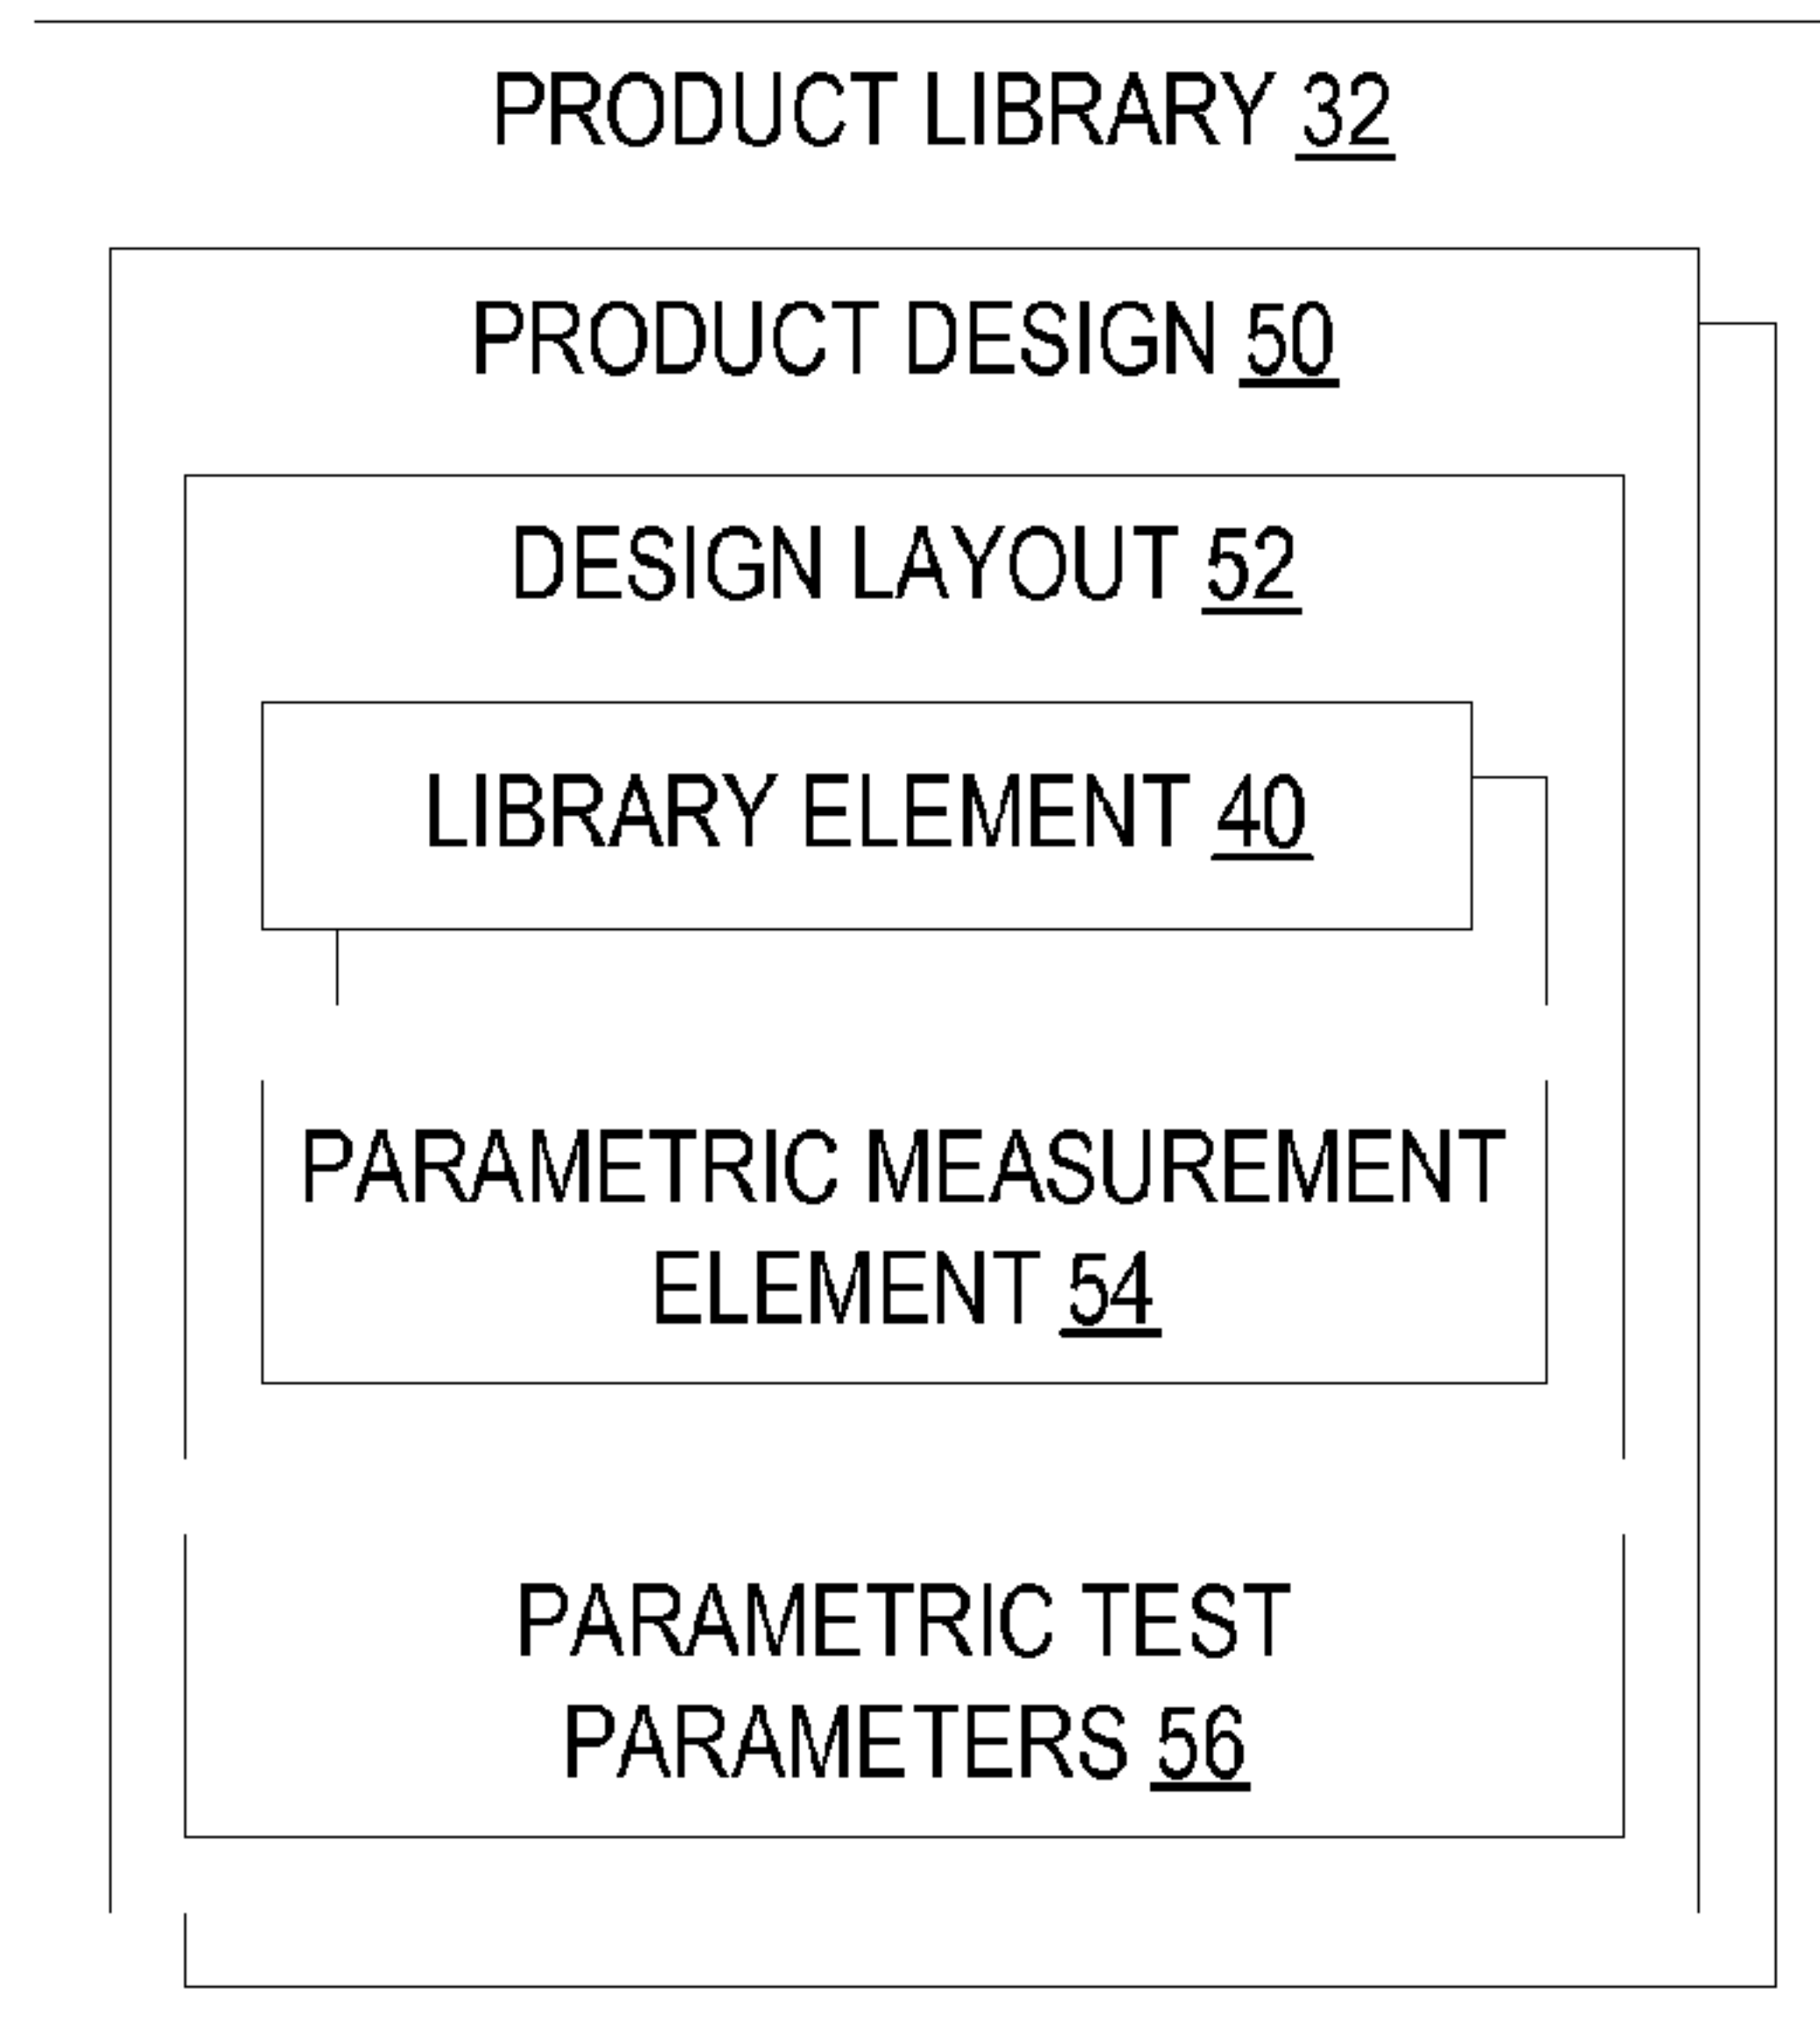 PRODUCT LIBRARY 32
PRODUCT DESIGN 50
DESIGN LAYOUT 52
LIBRARY ELEMENT 40
PARAMETRIC MEASUREMENT
ELEMENT 54
PARAMETRIC TEST
PARAMETERS 56